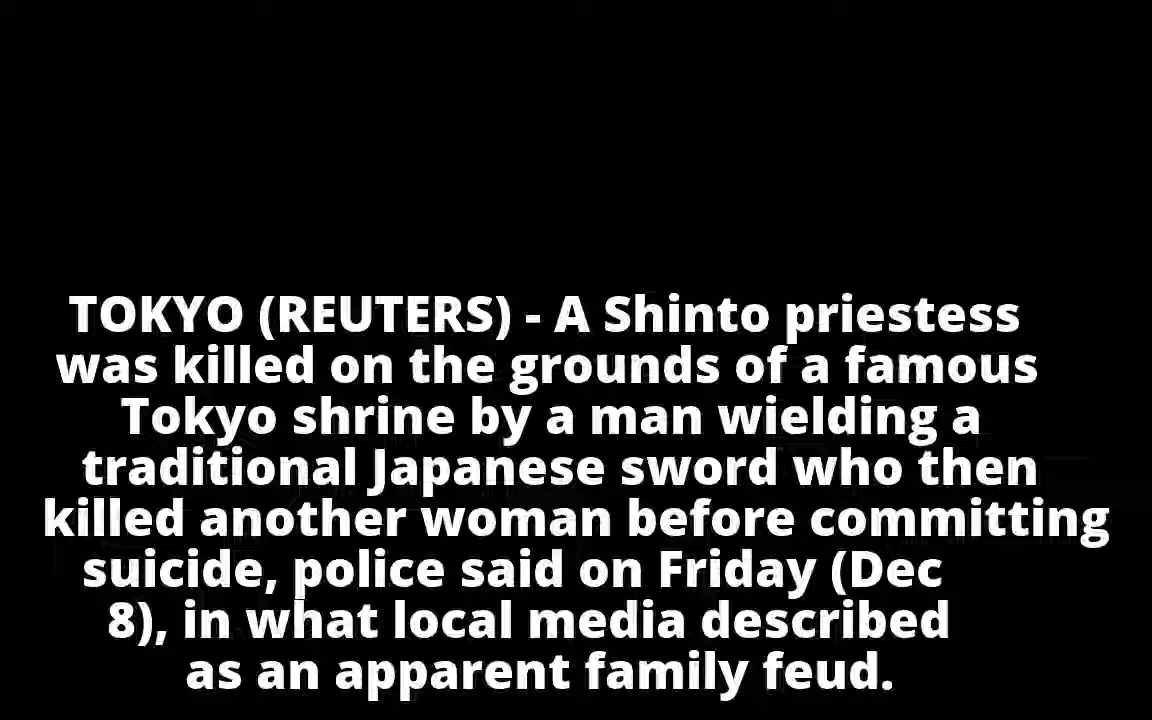 TOKYO (REUTERS) - A Shinto priestess
was killed on the grounds of a famous
Tokyo shrine by a man wielding a
traditional Japanese sword who then
killed another woman before committing
suicide, police said on Friday (Dec
8), in what local media described
as an apparent family feud.